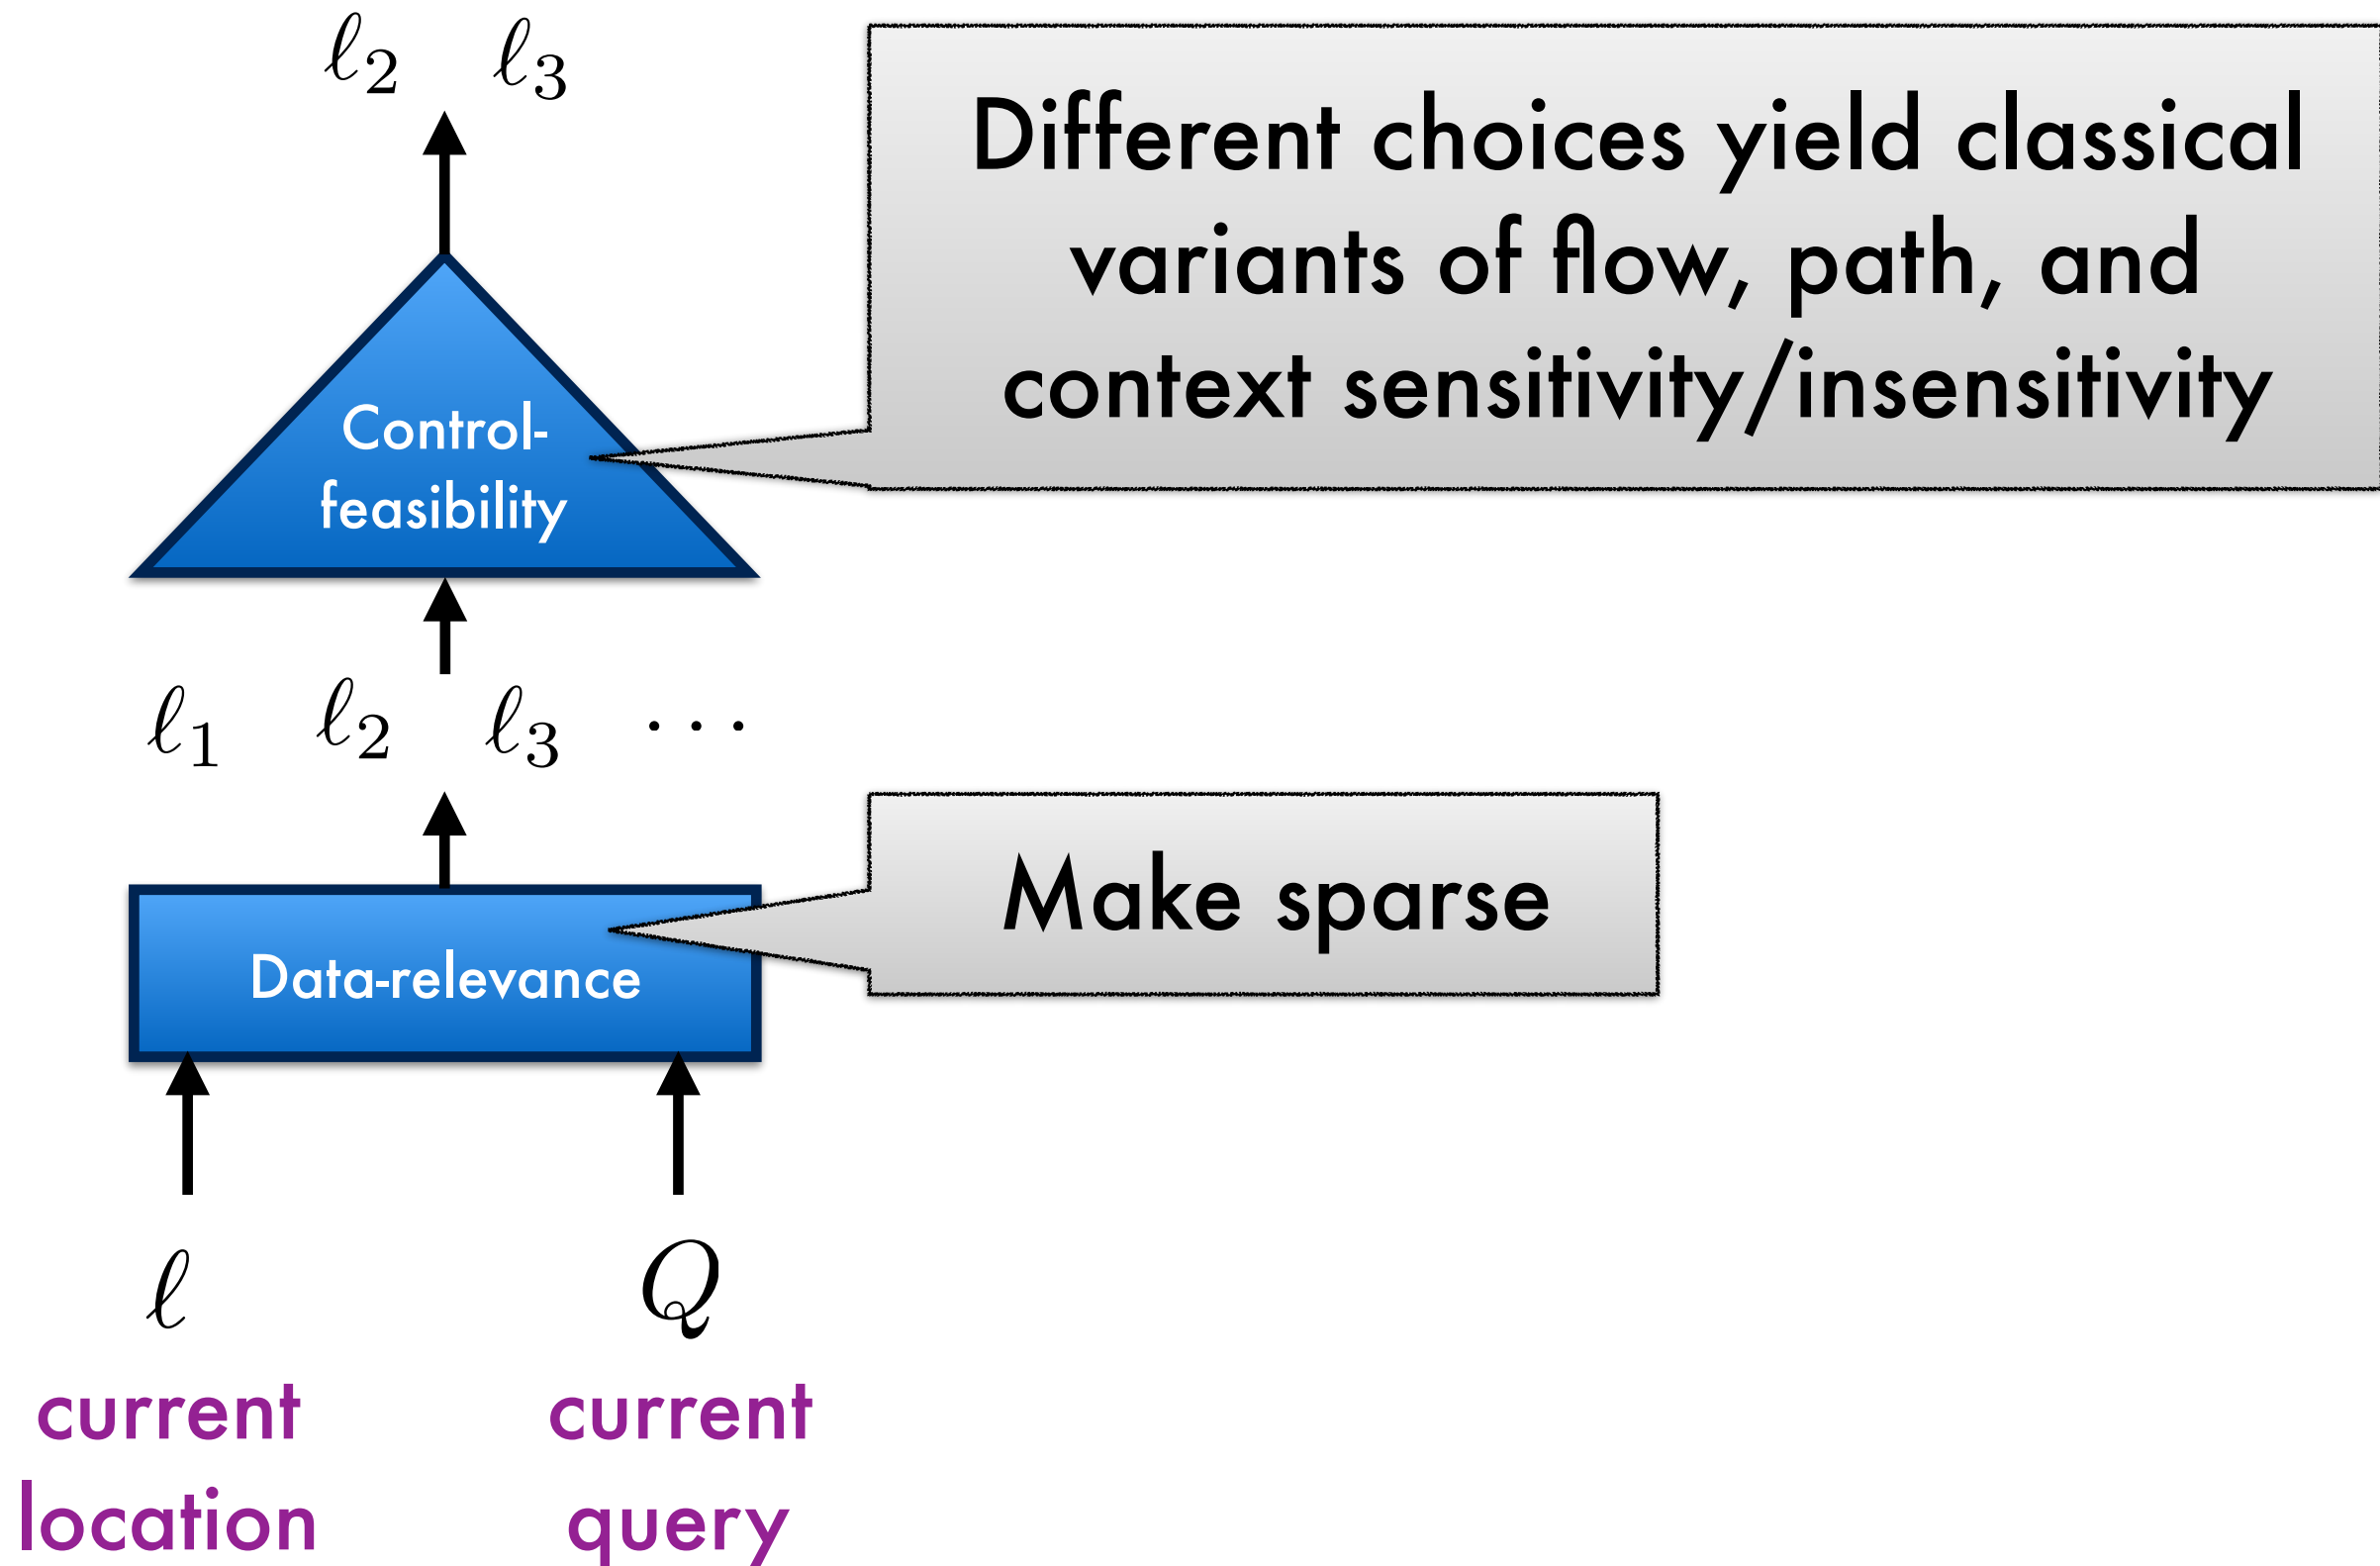 ℓ₂ ℓ₃
Different choices yield classical
variants of flow, path, and
context sensitivity/insensitivity
Control-
feasibility
ℓ₁ ℓ₂ ℓ₃ ⋯
Make sparse
Data-relevance
ℓ
Q
current
location
current
query